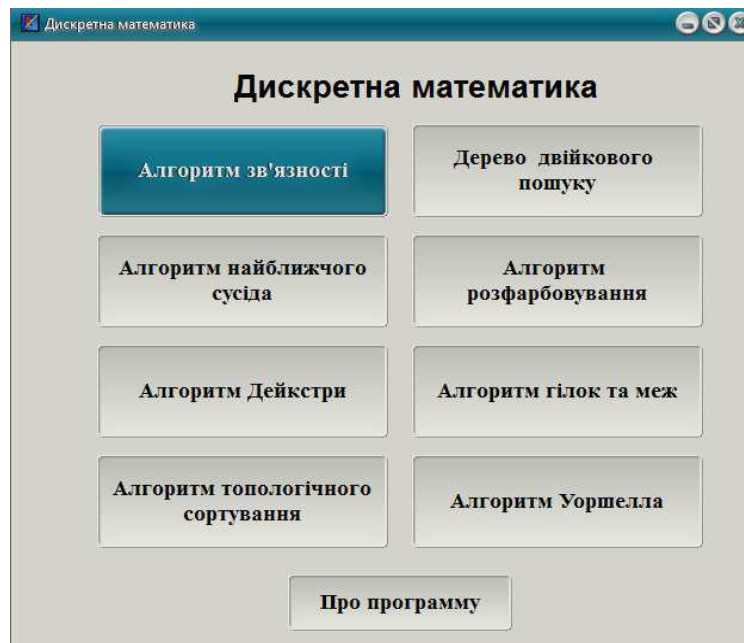 Дискретна математика
Дискретна математика
Алгоритм зв'язності
Дерево двійкового
пошуку
Алгоритм найближчого
сусіда
Алгоритм
розфарбовування
Алгоритм Дейкстри
Алгоритм гілок та меж
Алгоритм топологічного
сортування
Алгоритм Уоршелла
Про программу